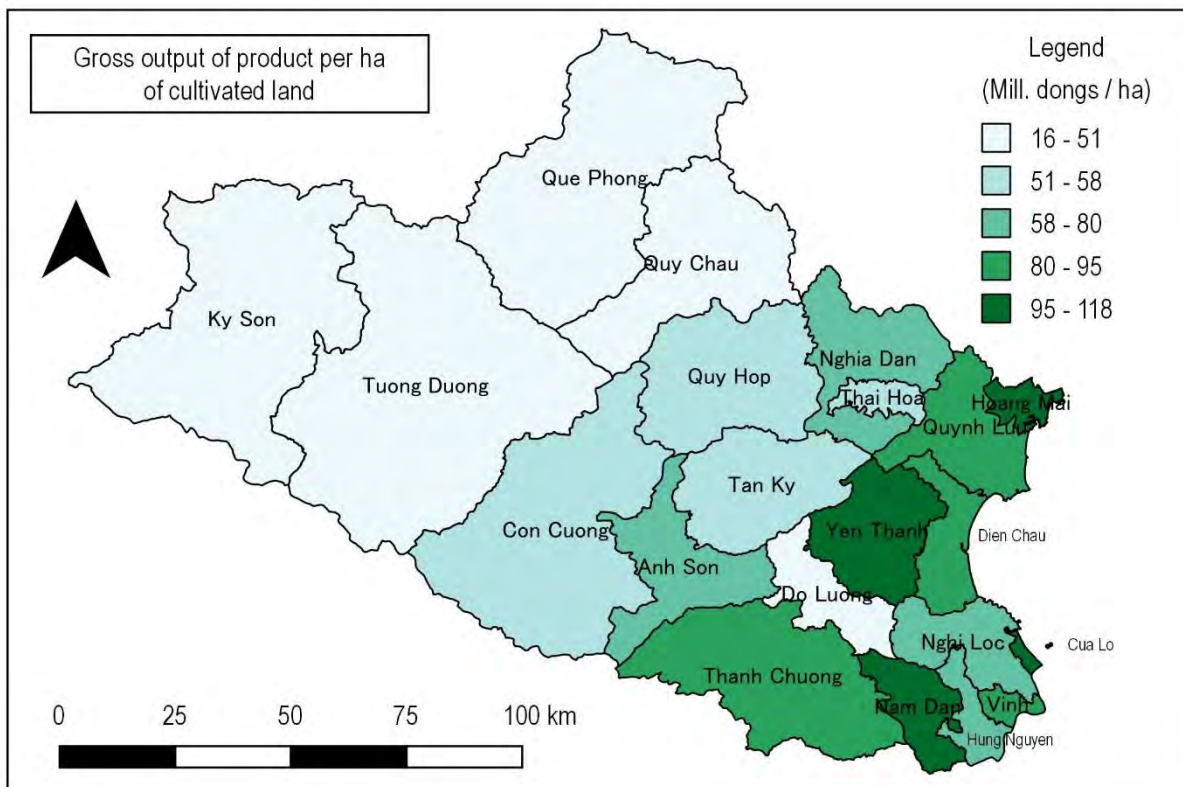 Gross output of product per ha
of cultivated land
Legend
(Mill. dongs / ha)
16 - 51
51 - 58
58 - 80
80 - 95
95 - 118
Que Phong
Quy Chau
Ky Son
Tuong Duong
Quy Hop
Nghia Dan
Thai Hoa
Hoang Mai
Quynh Luu
Tan Ky
Con Cuong
Yen Thanh
Dien Chau
Anh Son
Do Luong
Nghi Loc
Cua Lo
Thanh Chuong
Nam Dan
Vinh
Hung Nguyen
0 25 50 75 100 km